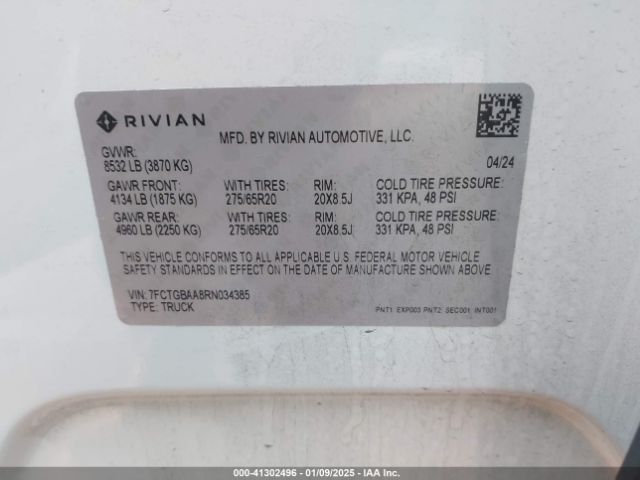 RIVIAN
MFD. BY RIVIAN AUTOMOTIVE, LLC.
GVWR:
8532 LB (3870 KG) 04/24
GAWR FRONT: WITH TIRES: RIM: COLD TIRE PRESSURE:
4134 LB (1875 KG) 275/65R20 20X8.5J 331 KPA, 48 PSI
GAWR REAR: WITH TIRES: RIM: COLD TIRE PRESSURE:
4960 LB (2250 KG) 275/65R20 20X8.5J 331 KPA, 48 PSI
THIS VEHICLE CONFORMS TO ALL APPLICABLE U.S. FEDERAL MOTOR VEHICLE
SAFETY STANDARDS IN EFFECT ON THE DATE OF MANUFACTURE SHOWN ABOVE
VIN: 7FCTGBAA8RN034385
TYPE: TRUCK PNT1: EXP003 PNT2: SEC001 INT001
000-41302496 - 01/09/2025 - IAA Inc.